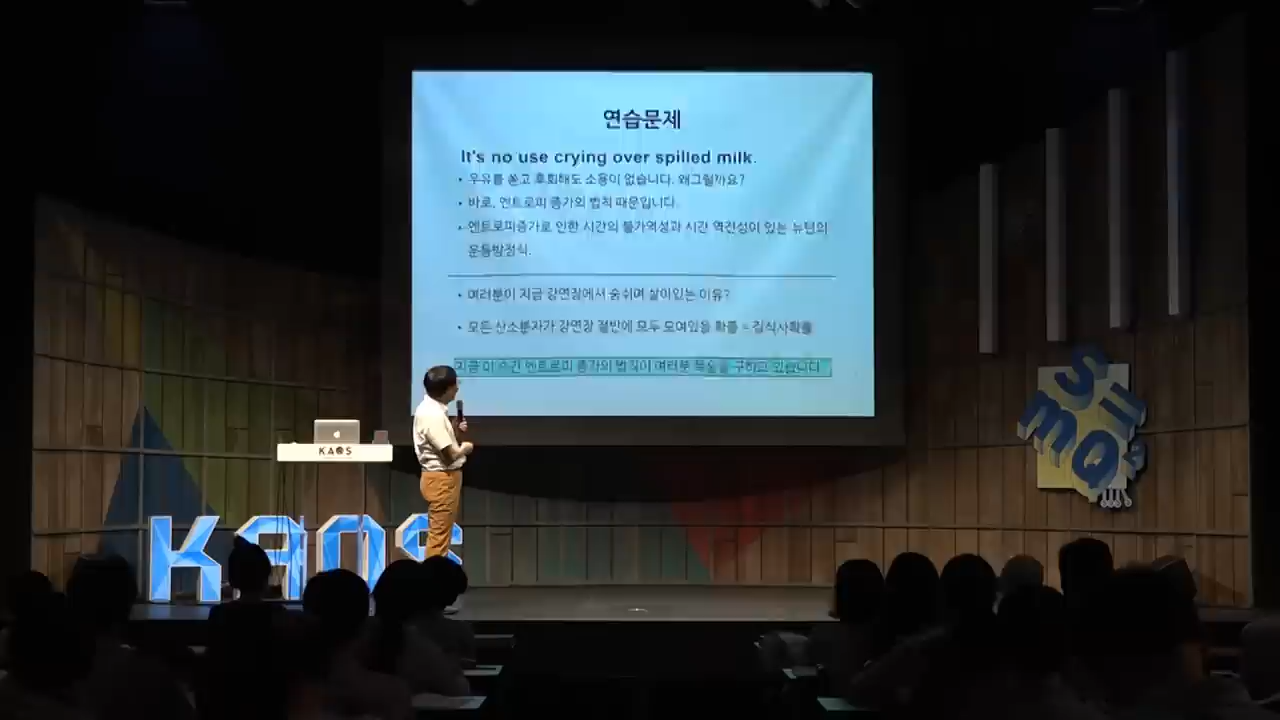 연습문제
It's no use crying over spilled milk.
• 우유를 쏟고 후회해도 소용이 없습니다. 왜그럴까요?
• 바로, 엔트로피 증가의 법칙 때문입니다.
• 엔트로피증가로 인한 시간의 불가역성과 시간 역전성이 있는 뉴턴의
운동방정식.
• 여러분이 지금 강연장에서 숨쉬며 살아있는 이유?
• 모든 산소분자가 강연장 절반에 모두 모여있을 확률 = 질식사확률
지금 이 순간 엔트로피 증가의 법칙이 여러분 목숨을 구하고 있습니다
KAOS
KAOS